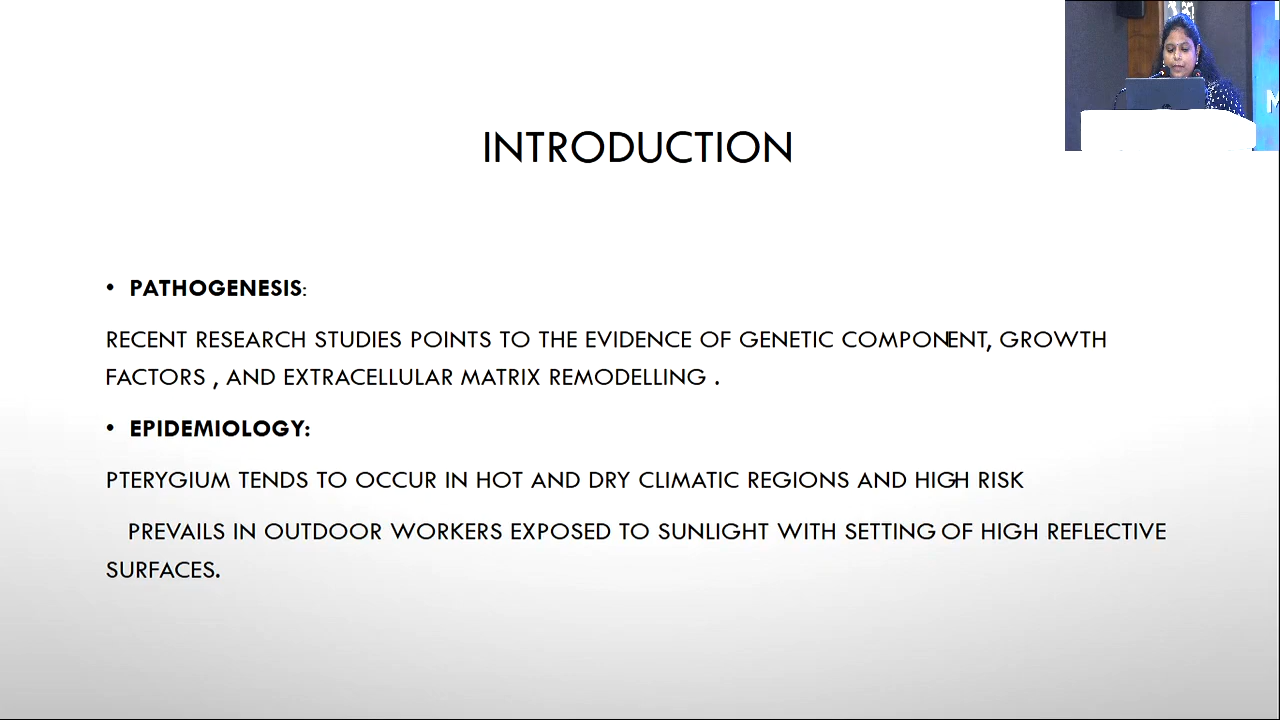 INTRODUCTION
• PATHOGENESIS:
RECENT RESEARCH STUDIES POINTS TO THE EVIDENCE OF GENETIC COMPONENT, GROWTH
FACTORS , AND EXTRACELLULAR MATRIX REMODELLING .
• EPIDEMIOLOGY:
PTERYGIUM TENDS TO OCCUR IN HOT AND DRY CLIMATIC REGIONS AND HIGH RISK
PREVAILS IN OUTDOOR WORKERS EXPOSED TO SUNLIGHT WITH SETTING OF HIGH REFLECTIVE
SURFACES.